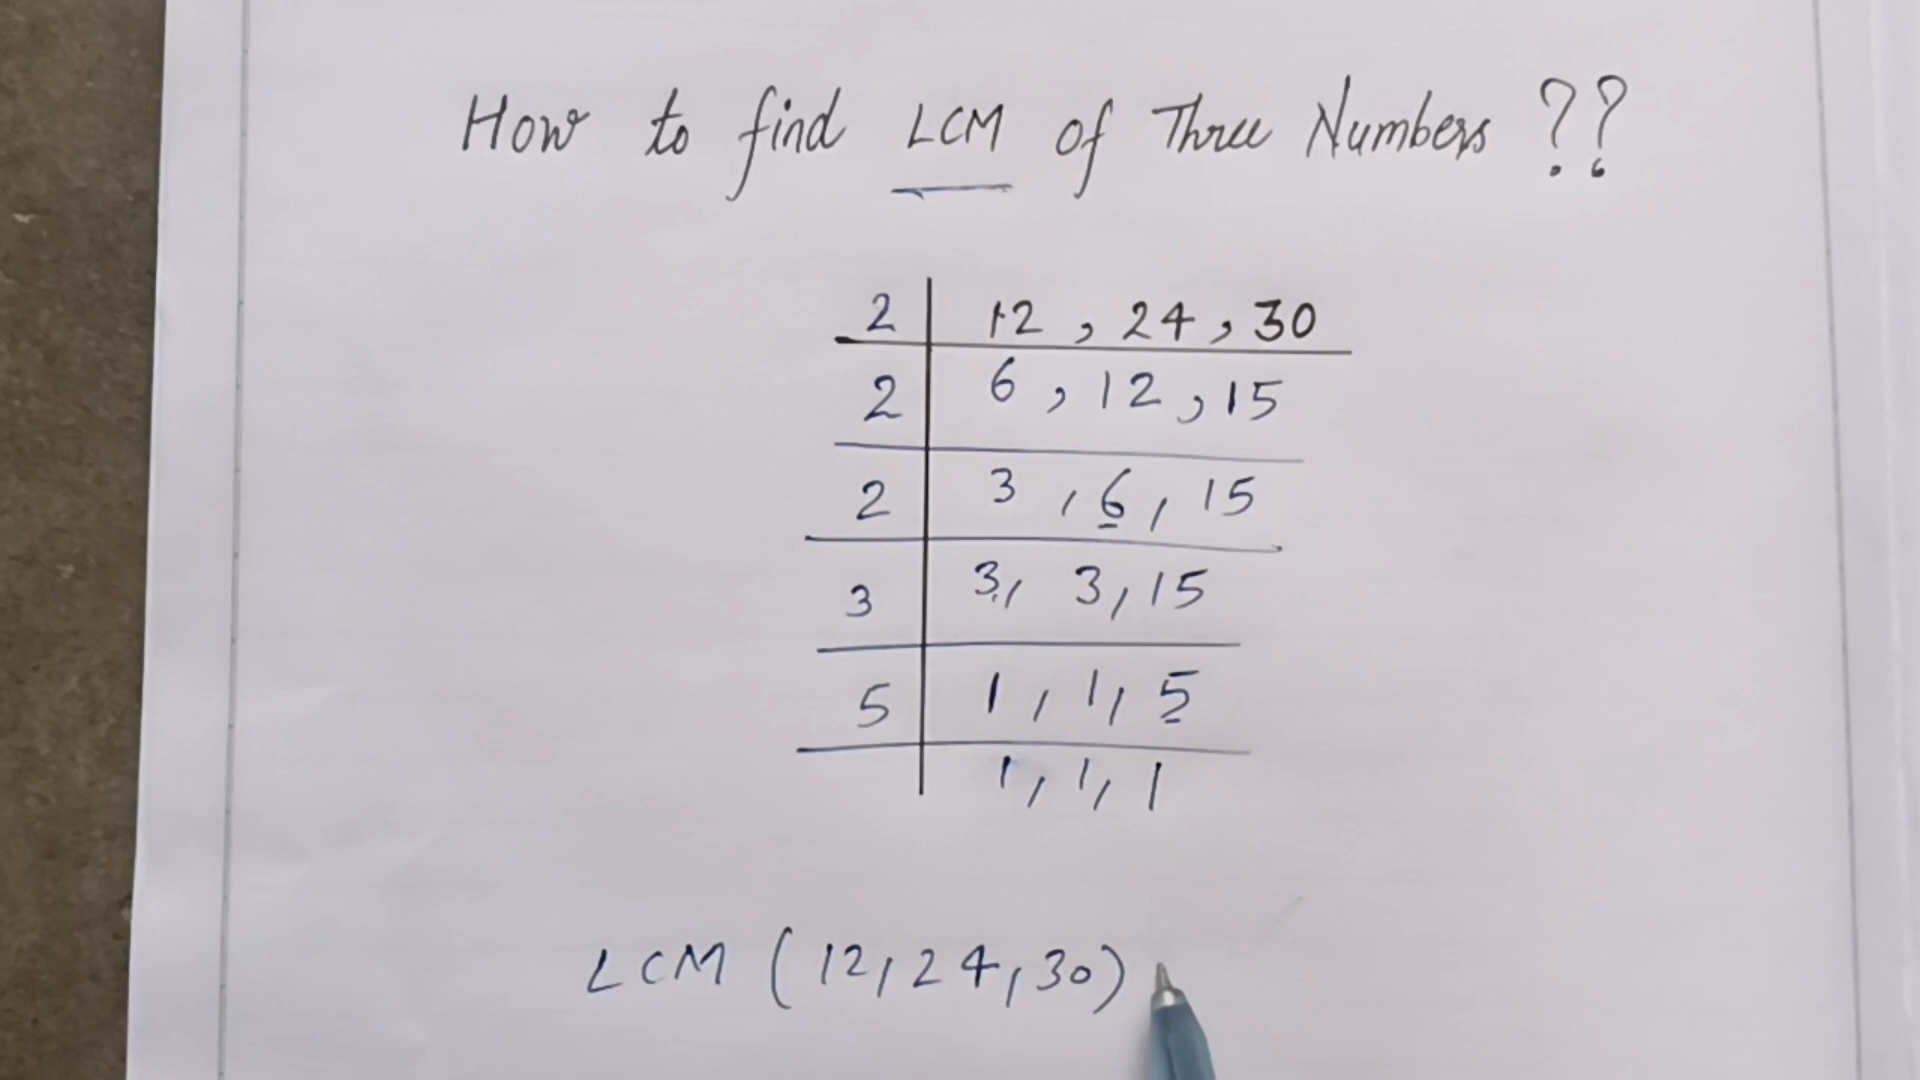 How to find LCM of Three Numbers ??
2 12 , 24 , 30
2 6 , 12 , 15
2 3 , 6 , 15
3 3 , 3 , 15
5 1 , 1 , 5
1 , 1 , 1
LCM ( 12 , 24 , 30 )